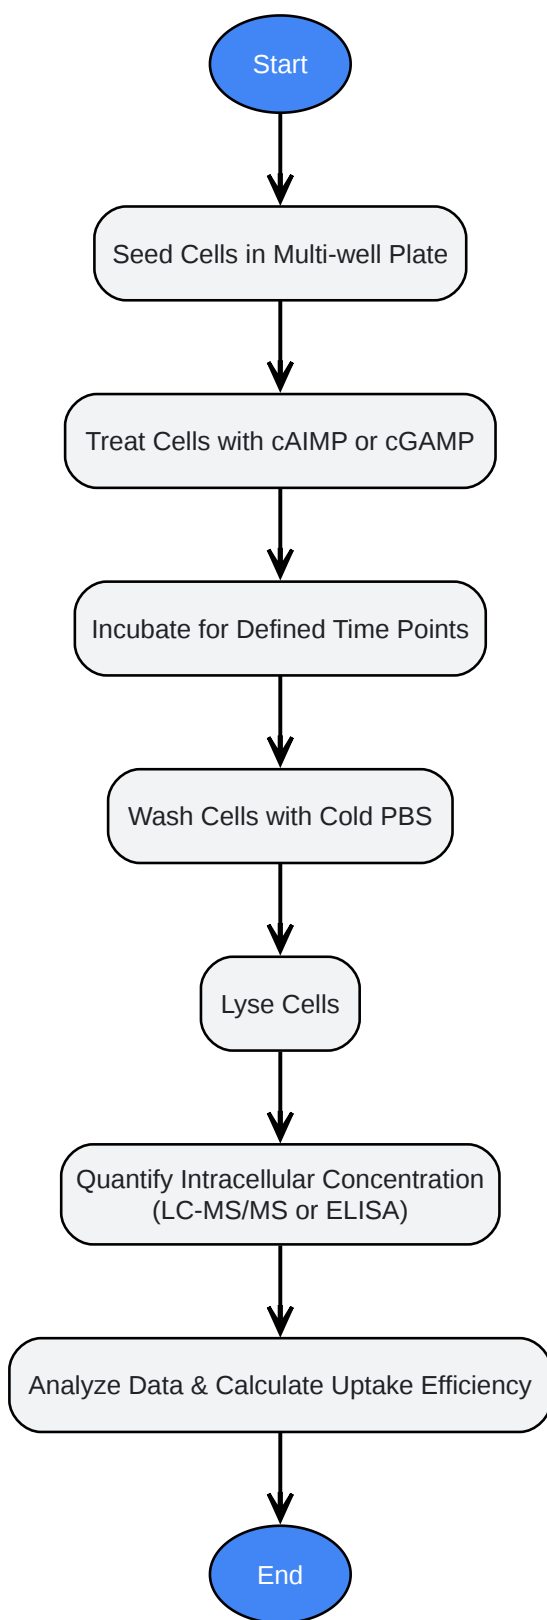 Start
Seed Cells in Multi-well Plate
Treat Cells with cAIMP or cGAMP
Incubate for Defined Time Points
Wash Cells with Cold PBS
Lyse Cells
Quantify Intracellular Concentration
(LC-MS/MS or ELISA)
Analyze Data & Calculate Uptake Efficiency
End